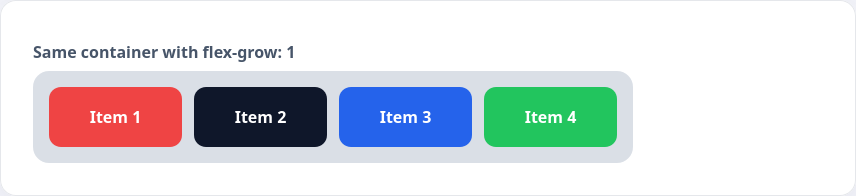 Same container with flex-grow: 1
Item 1 Item 2 Item 3 Item 4